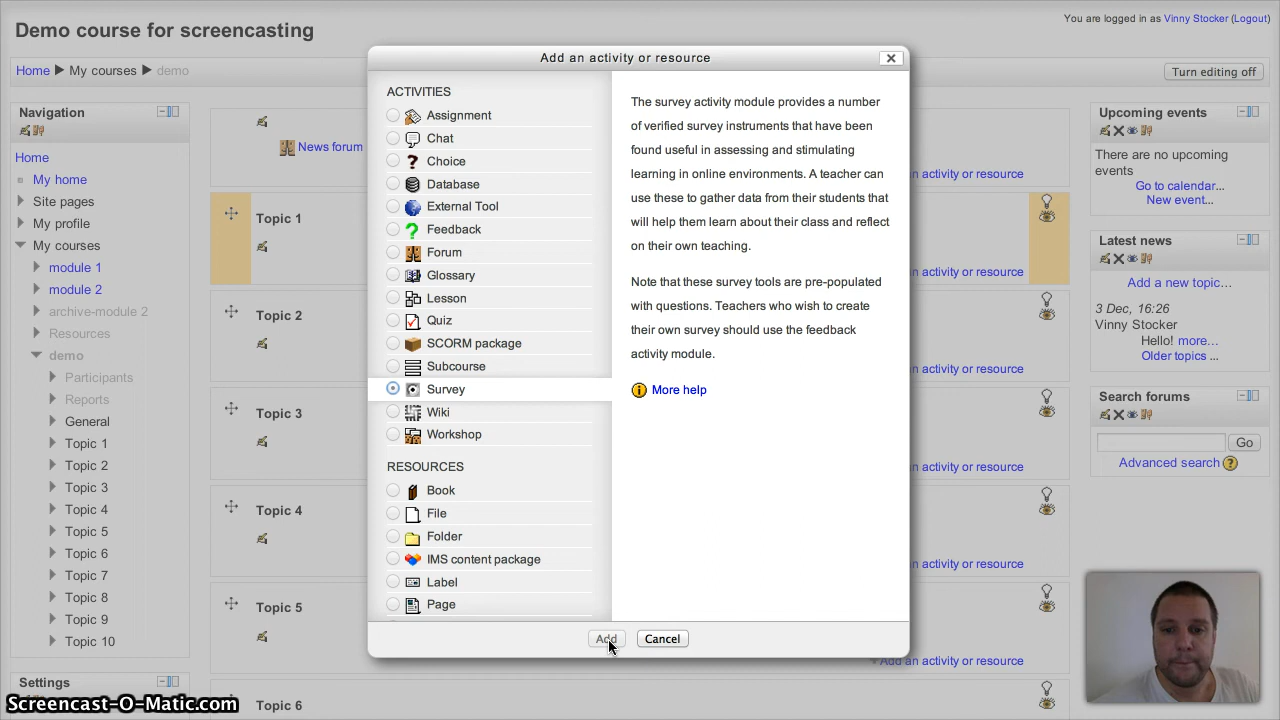 Demo course for screencasting
You are logged in as Vinny Stocker (Logout)
Home ▶ My courses ▶ demo
Turn editing off
Navigation
Home
My home
Site pages
My profile
My courses
module 1
module 2
archive-module 2
Resources
demo
Participants
Reports
General
Topic 1
Topic 2
Topic 3
Topic 4
Topic 5
Topic 6
Topic 7
Topic 8
Topic 9
Topic 10
Settings
News forum
Topic 1
Topic 2
Topic 3
Topic 4
Topic 5
Topic 6
Add an activity or resource
ACTIVITIES
Assignment
Chat
Choice
Database
External Tool
Feedback
Forum
Glossary
Lesson
Quiz
SCORM package
Subcourse
Survey
Wiki
Workshop
RESOURCES
Book
File
Folder
IMS content package
Label
Page
The survey activity module provides a number
of verified survey instruments that have been
found useful in assessing and stimulating
learning in online environments. A teacher can
use these to gather data from their students that
will help them learn about their class and reflect
on their own teaching.
Note that these survey tools are pre-populated
with questions. Teachers who wish to create
their own survey should use the feedback
activity module.
More help
Add
Cancel
n activity or resource
n activity or resource
n activity or resource
n activity or resource
n activity or resource
Add an activity or resource
Upcoming events
There are no upcoming
events
Go to calendar...
New event...
Latest news
Add a new topic...
3 Dec, 16:26
Vinny Stocker
Hello! more...
Older topics ...
Search forums
Go
Advanced search
Screencast-O-Matic.com